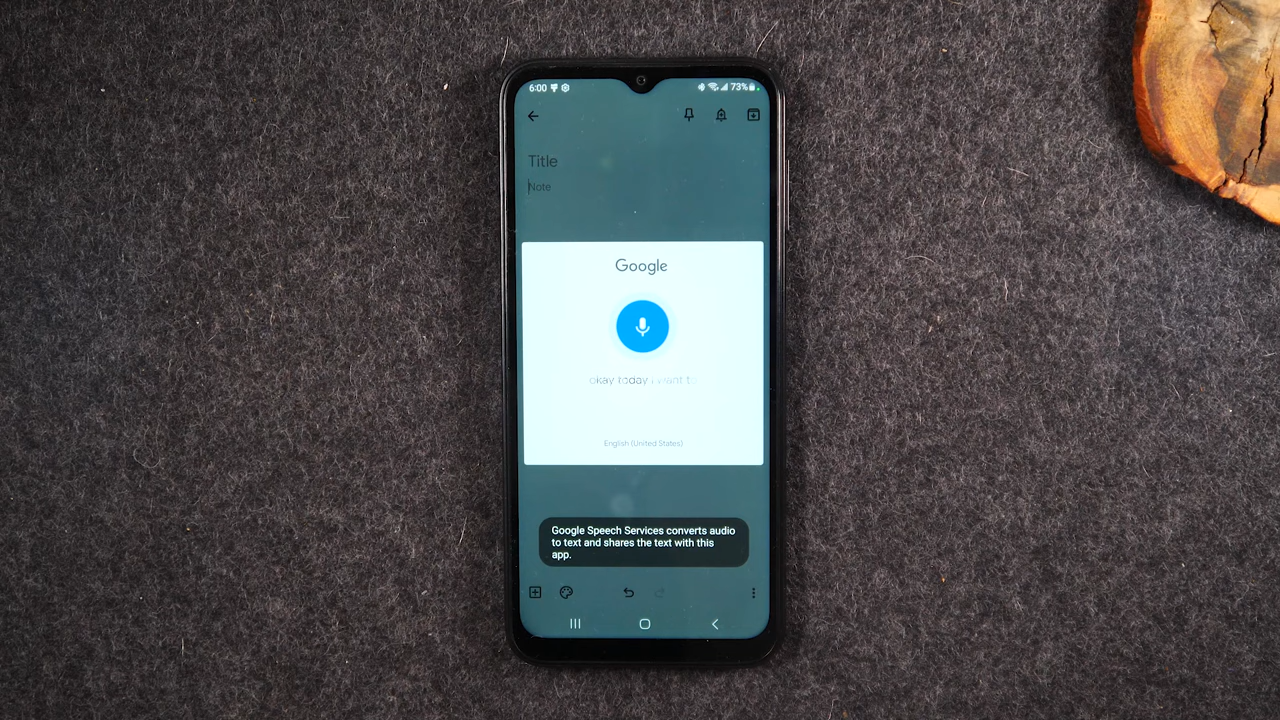 6:00
73%
Title
Note
Google
okay today i want to
English (United States)
Google Speech Services converts audio
to text and shares the text with this
app.